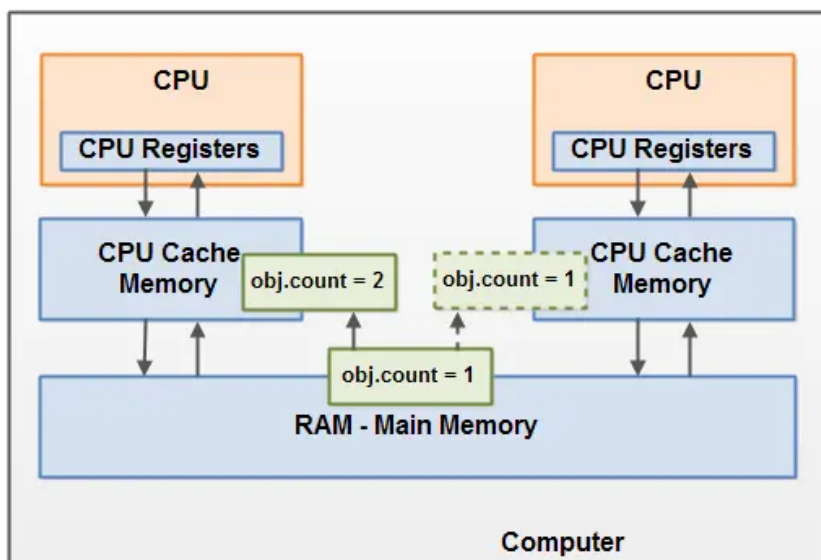 CPU
CPU Registers
CPU Cache
Memory
CPU
CPU Registers
CPU Cache
Memory
obj.count = 2
obj.count = 1
obj.count = 1
RAM - Main Memory
Computer